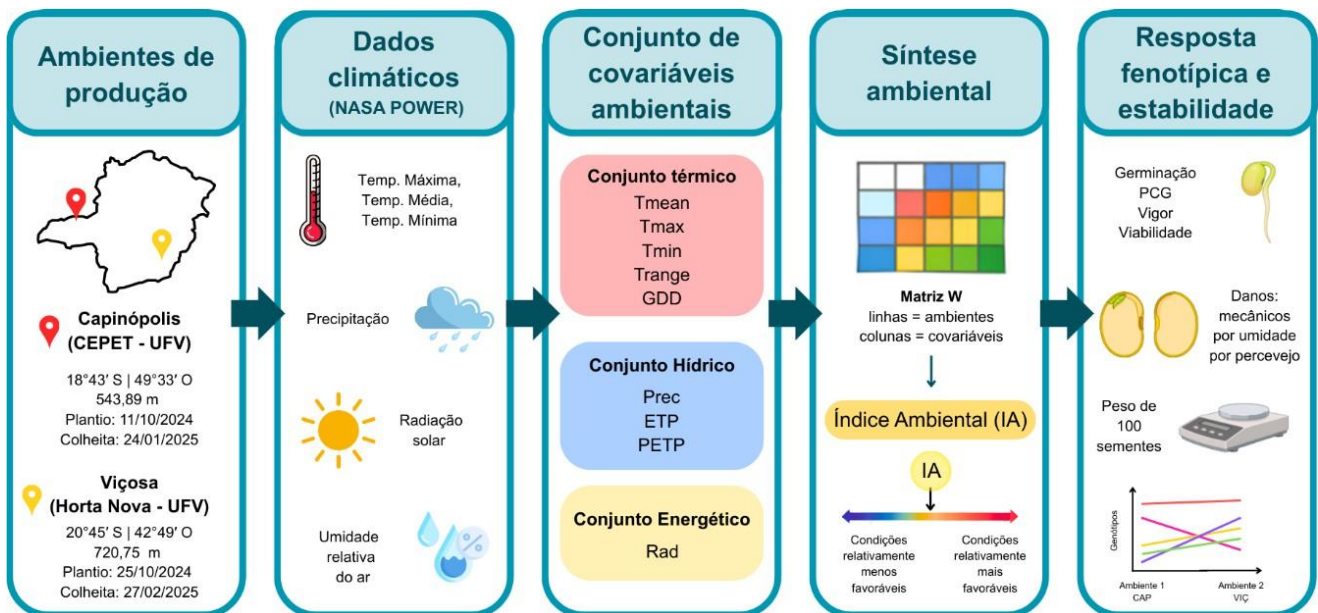 Ambientes de
produção
Capinópolis
(CEPET - UFV)
18°43′ S | 49°33′ O
543,89 m
Plantio: 11/10/2024
Colheita: 24/01/2025
Viçosa
(Horta Nova - UFV)
20°45′ S | 42°49′ O
720,75 m
Plantio: 25/10/2024
Colheita: 27/02/2025
Dados
climáticos
(NASA POWER)
Temp. Máxima,
Temp. Média,
Temp. Mínima
Precipitação
Radiação
solar
Umidade
relativa
do ar
%
Conjunto de
covariáveis
ambientais
Conjunto térmico
Tmean
Tmax
Tmin
Trange
GDD
Conjunto Hídrico
Prec
ETP
PETP
Conjunto Energético
Rad
Síntese
ambiental
Matriz W
linhas = ambientes
colunas = covariáveis
Índice Ambiental (IA)
IA
Condições
relativamente
menos
favoráveis
Condições
relativamente
mais
favoráveis
Resposta
fenotípica e
estabilidade
Germinação
PCG
Vigor
Viabilidade
Danos:
mecânicos
por umidade
por percevejo
Peso de
100
sementes
Genótipos
Ambiente 1
CAP
Ambiente 2
VIÇ